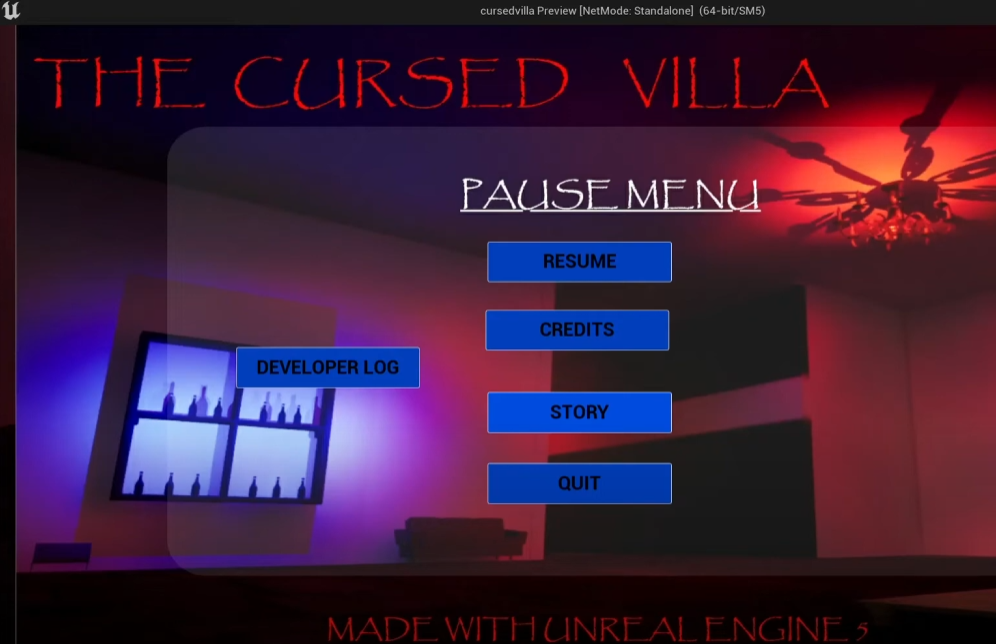 cursedvilla Preview [NetMode: Standalone] (64-bit/SM5)
THE CURSED VILLA
PAUSE MENU
RESUME
CREDITS
DEVELOPER LOG
STORY
QUIT
MADE WITH UNREAL ENGINE 5